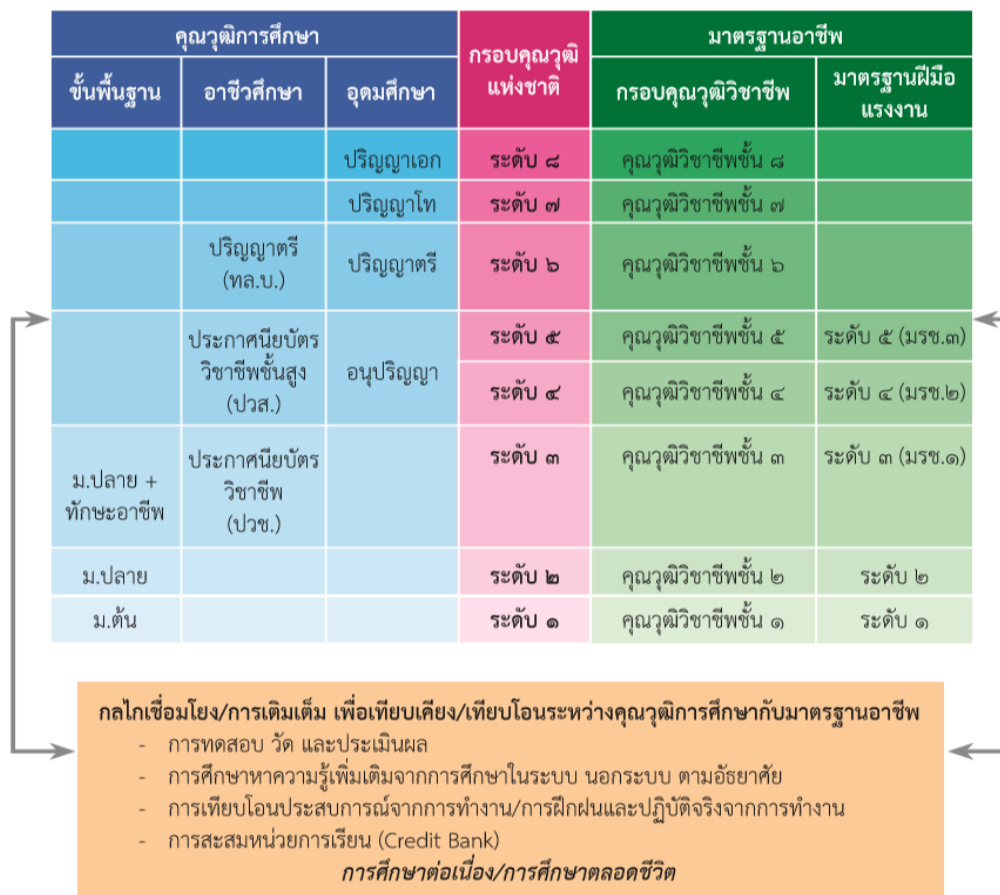 คุณวุฒิการศึกษา
กรอบคุณวุฒิ
แห่งชาติ
มาตรฐานอาชีพ
ขั้นพื้นฐาน อาชีวศึกษา อุดมศึกษา
กรอบคุณวุฒิวิชาชีพ
มาตรฐานฝีมือ
แรงงาน
ปริญญาเอก ระดับ ๘ คุณวุฒิวิชาชีพชั้น ๘
ปริญญาโท ระดับ ๗ คุณวุฒิวิชาชีพชั้น ๗
ปริญญาตรี
(ทล.บ.)
ปริญญาตรี ระดับ ๖ คุณวุฒิวิชาชีพชั้น ๖
ประกาศนียบัตร
วิชาชีพชั้นสูง
(ปวส.)
อนุปริญญา
ระดับ ๕ คุณวุฒิวิชาชีพชั้น ๕ ระดับ ๕ (มรช.๓)
ระดับ ๔ คุณวุฒิวิชาชีพชั้น ๔ ระดับ ๔ (มรช.๒)
ม.ปลาย +
ทักษะอาชีพ
ประกาศนียบัตร
วิชาชีพ
(ปวช.)
ระดับ ๓ คุณวุฒิวิชาชีพชั้น ๓ ระดับ ๓ (มรช.๑)
ม.ปลาย ระดับ ๒ คุณวุฒิวิชาชีพชั้น ๒ ระดับ ๒
ม.ต้น ระดับ ๑ คุณวุฒิวิชาชีพชั้น ๑ ระดับ ๑
กลไกเชื่อมโยง/การเติมเต็ม เพื่อเทียบเคียง/เทียบโอนระหว่างคุณวุฒิการศึกษากับมาตรฐานอาชีพ
- การทดสอบ วัด และประเมินผล
- การศึกษาหาความรู้เพิ่มเติมจากการศึกษาในระบบ นอกระบบ ตามอัธยาศัย
- การเทียบโอนประสบการณ์จากการทำงาน/การฝึกฝนและปฏิบัติจริงจากการทำงาน
- การสะสมหน่วยการเรียน (Credit Bank)
การศึกษาต่อเนื่อง/การศึกษาตลอดชีวิต